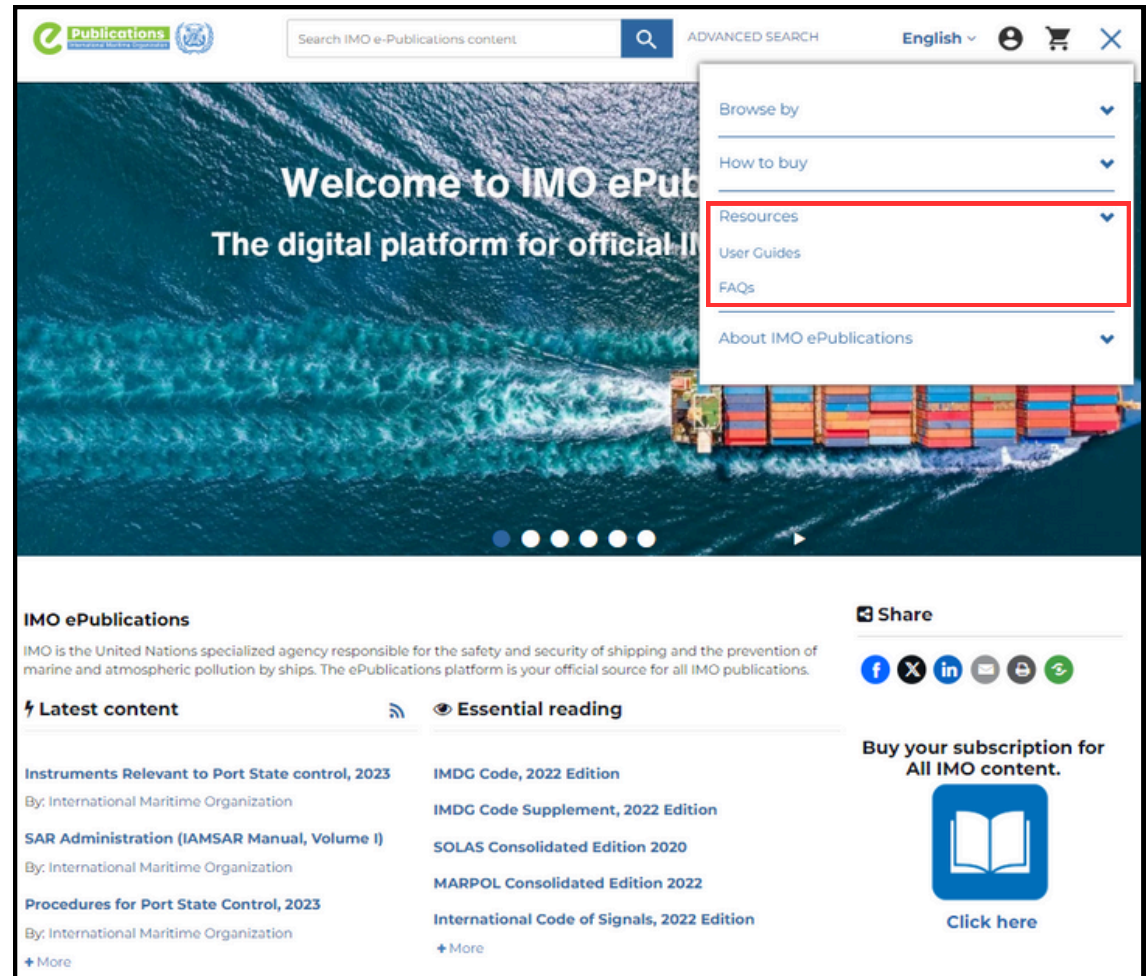 e Publications
International Maritime Organization
Search IMO e-Publications content
ADVANCED SEARCH
English
Browse by
How to buy
Resources
User Guides
FAQs
About IMO ePublications
Welcome to IMO ePub
The digital platform for official I
IMO ePublications
IMO is the United Nations specialized agency responsible for the safety and security of shipping and the prevention of
marine and atmospheric pollution by ships. The ePublications platform is your official source for all IMO publications.
Latest content
Instruments Relevant to Port State control, 2023
By: International Maritime Organization
SAR Administration (IAMSAR Manual, Volume I)
By: International Maritime Organization
Procedures for Port State Control, 2023
By: International Maritime Organization
+ More
Essential reading
IMDG Code, 2022 Edition
IMDG Code Supplement, 2022 Edition
SOLAS Consolidated Edition 2020
MARPOL Consolidated Edition 2022
International Code of Signals, 2022 Edition
+ More
Share
Buy your subscription for
All IMO content.
Click here